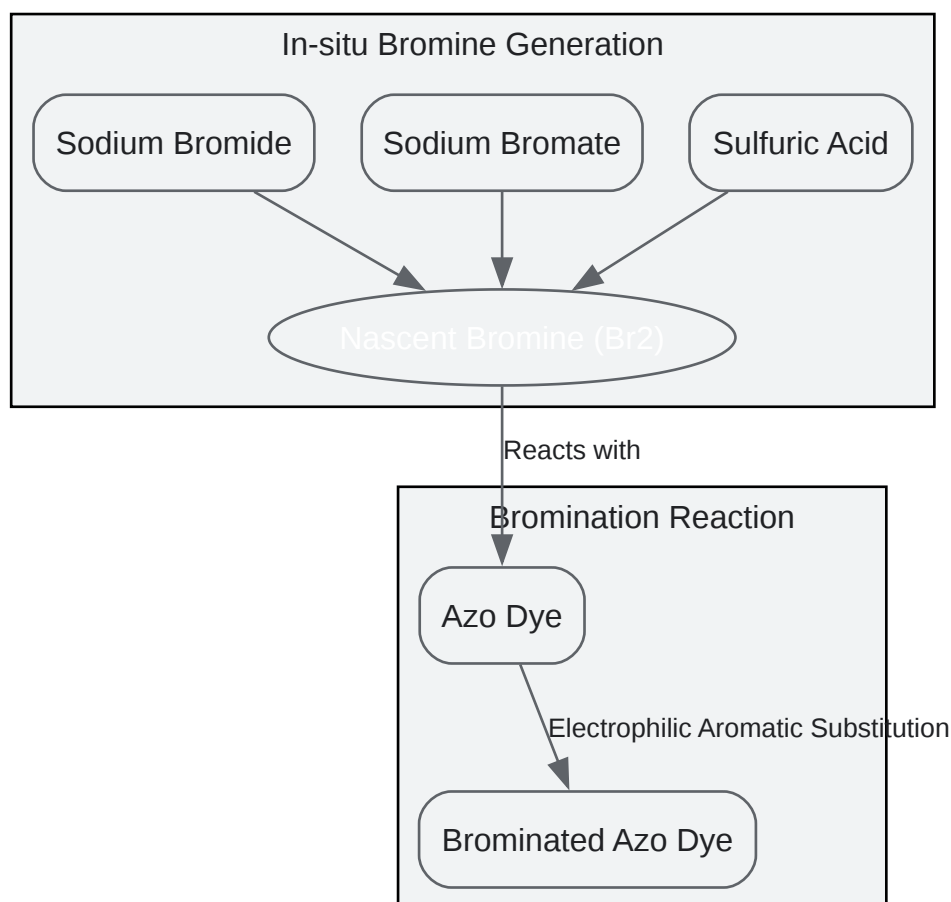 In-situ Bromine Generation
Sodium Bromide
Sodium Bromate
Sulfuric Acid
Nascent Bromine (Br2)
Reacts with
Bromination Reaction
Azo Dye
Electrophilic Aromatic Substitution
Brominated Azo Dye